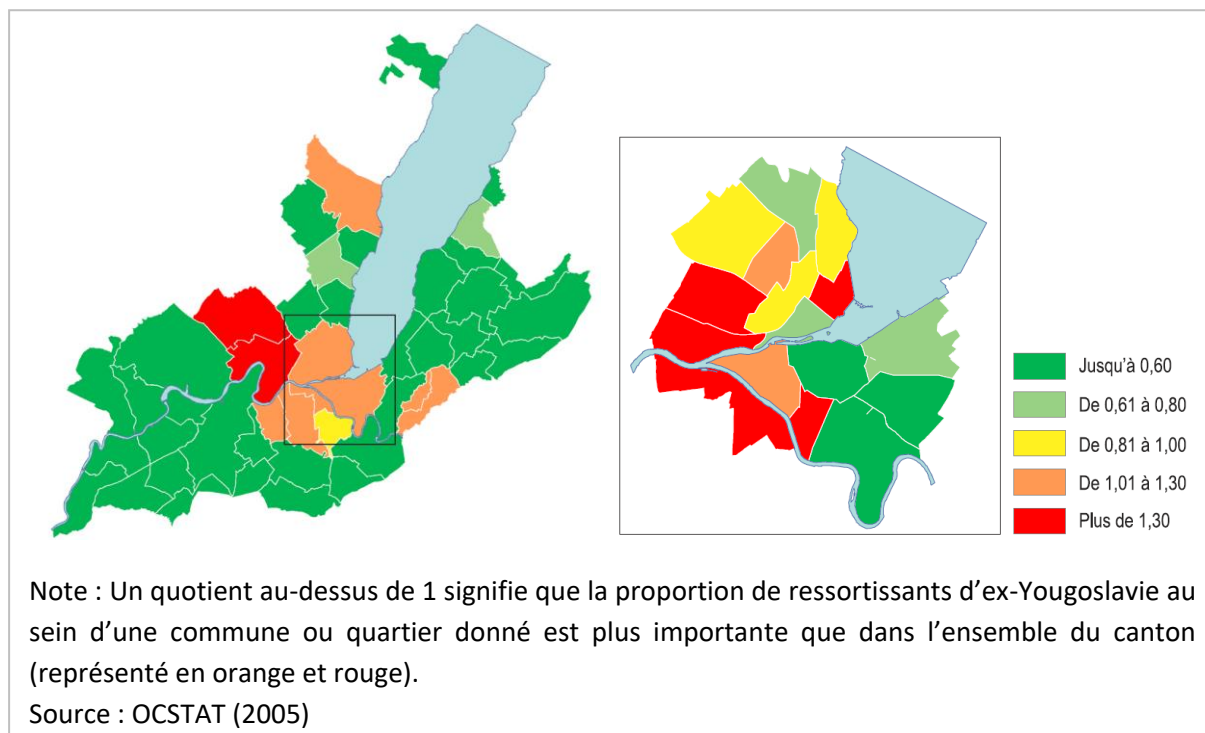 Jusqu'à 0,60
De 0,61 à 0,80
De 0,81 à 1,00
De 1,01 à 1,30
Plus de 1,30
Note : Un quotient au-dessus de 1 signifie que la proportion de ressortissants d’ex-Yougoslavie au
sein d’une commune ou quartier donné est plus importante que dans l’ensemble du canton
(représenté en orange et rouge).
Source : OCSTAT (2005)